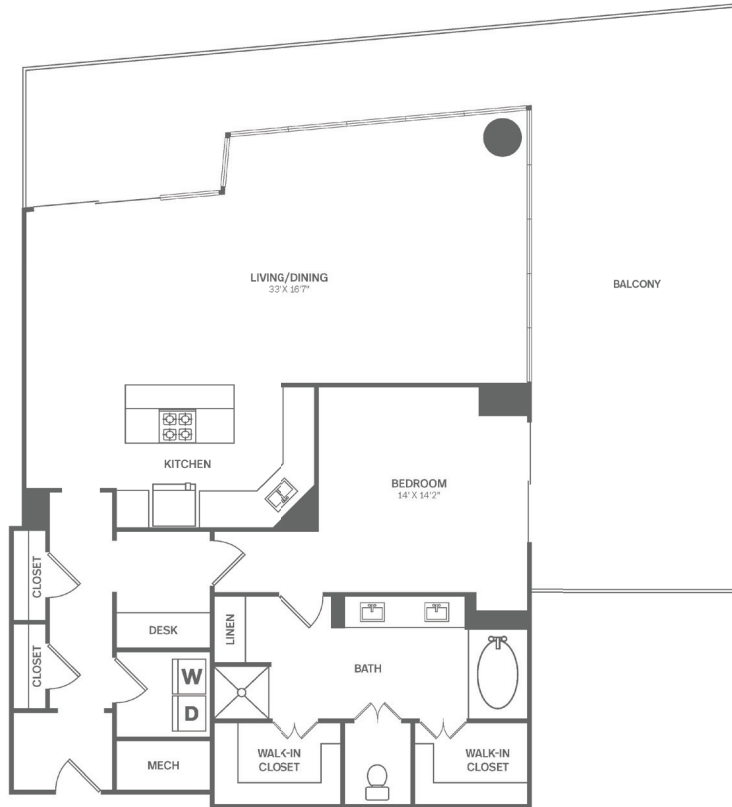 LIVING/DINING
33' X 16'7"
BALCONY
KITCHEN
BEDROOM
14' X 14'2"
CLOSET
DESK
LINEN
CLOSET
W
D
BATH
MECH
WALK-IN
CLOSET
WALK-IN
CLOSET